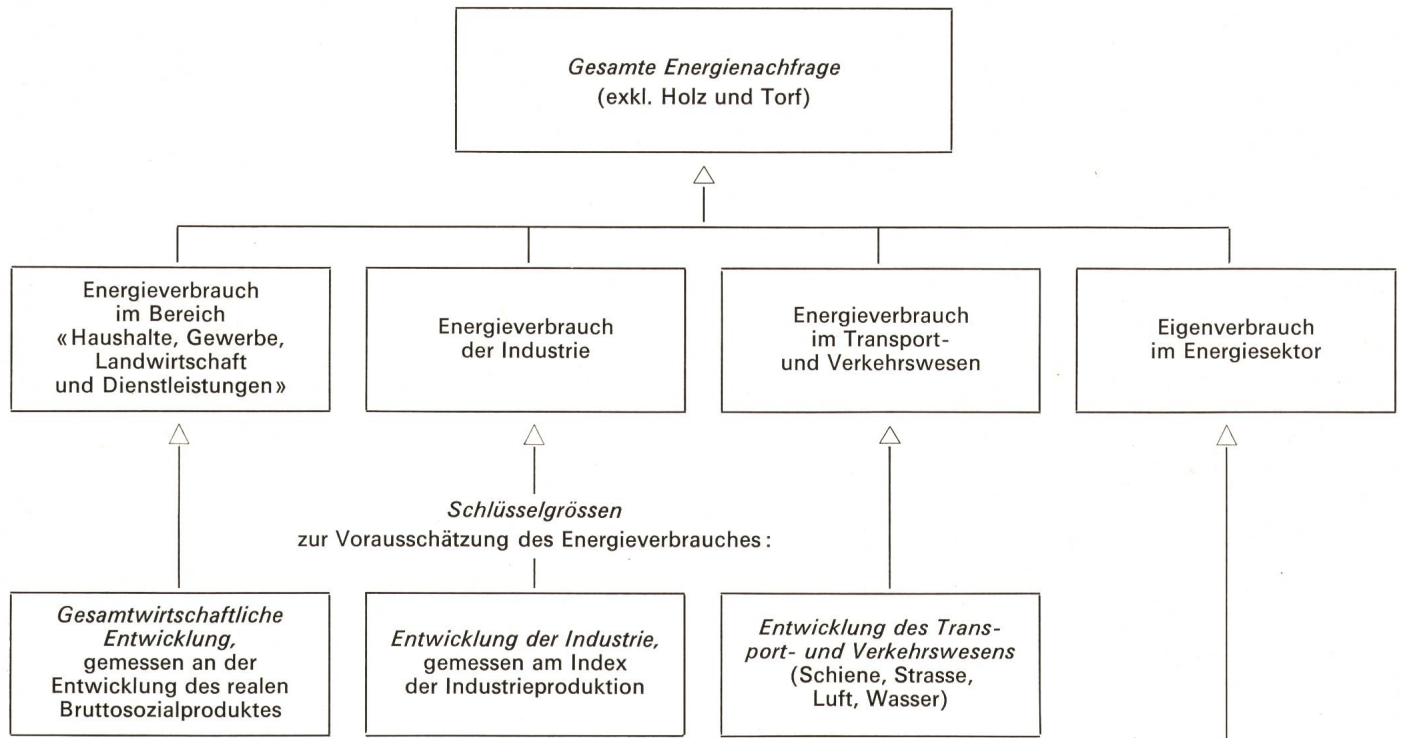 Gesamte Energienachfrage
(exkl. Holz und Torf)
Energieverbrauch
im Bereich
«Haushalte, Gewerbe,
Landwirtschaft
und Dienstleistungen»
Energieverbrauch
der Industrie
Energieverbrauch
im Transport-
und Verkehrswesen
Eigenverbrauch
im Energiesektor
Schlüsselgrössen
zur Vorausschätzung des Energieverbrauches:
Gesamtwirtschaftliche
Entwicklung,
gemessen an der
Entwicklung des realen
Bruttosozialproduktes
Entwicklung der Industrie,
gemessen am Index
der Industrieproduktion
Entwicklung des Trans-
port- und Verkehrswesens
(Schiene, Strasse,
Luft, Wasser)